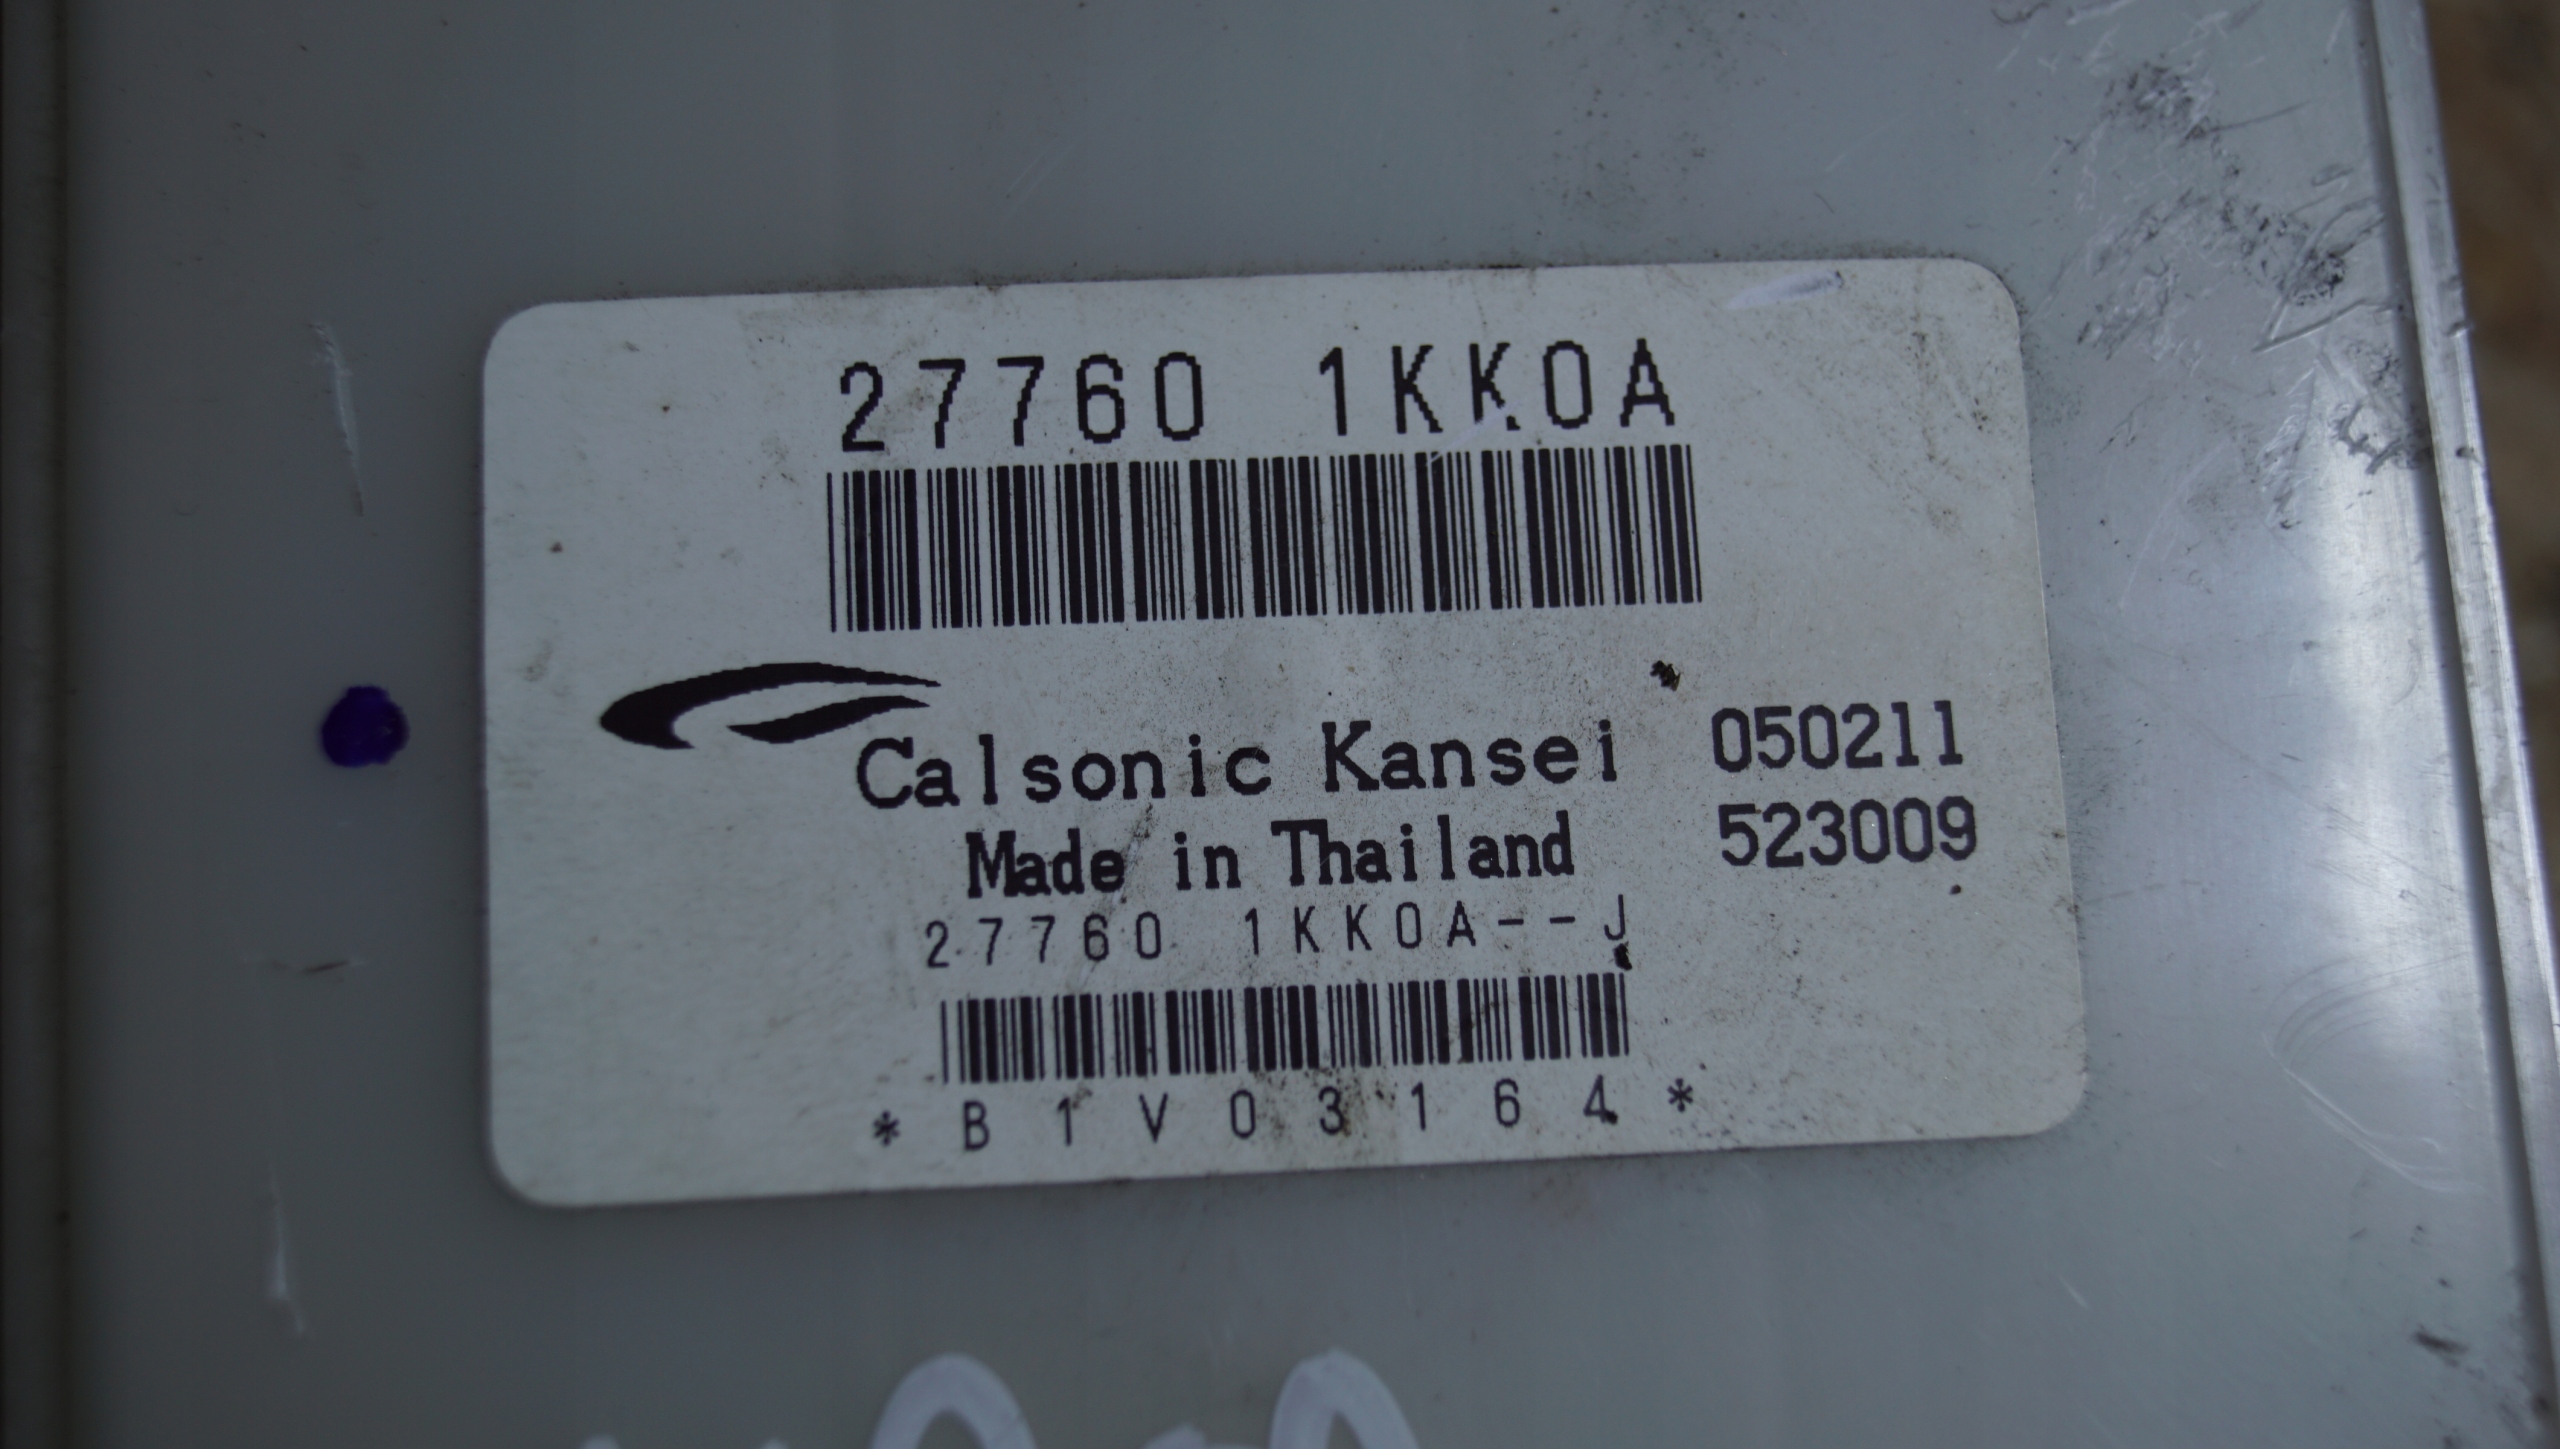 27760 1KK0A
Calsonic Kansei 050211
Made in Thailand 523009
27760 1KK0A--J
*B1V03164*